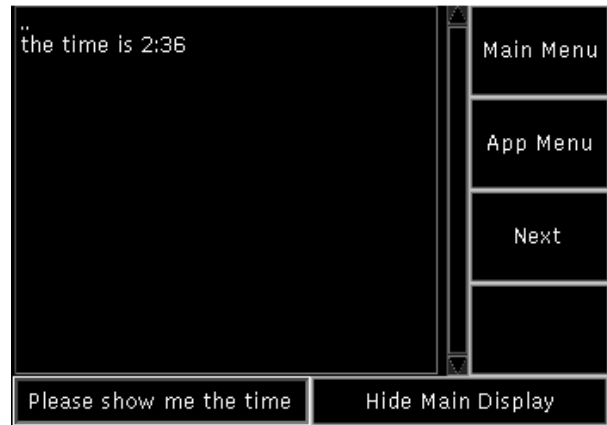 ..
the time is 2:36
Main Menu
App Menu
Next
Please show me the time
Hide Main Display